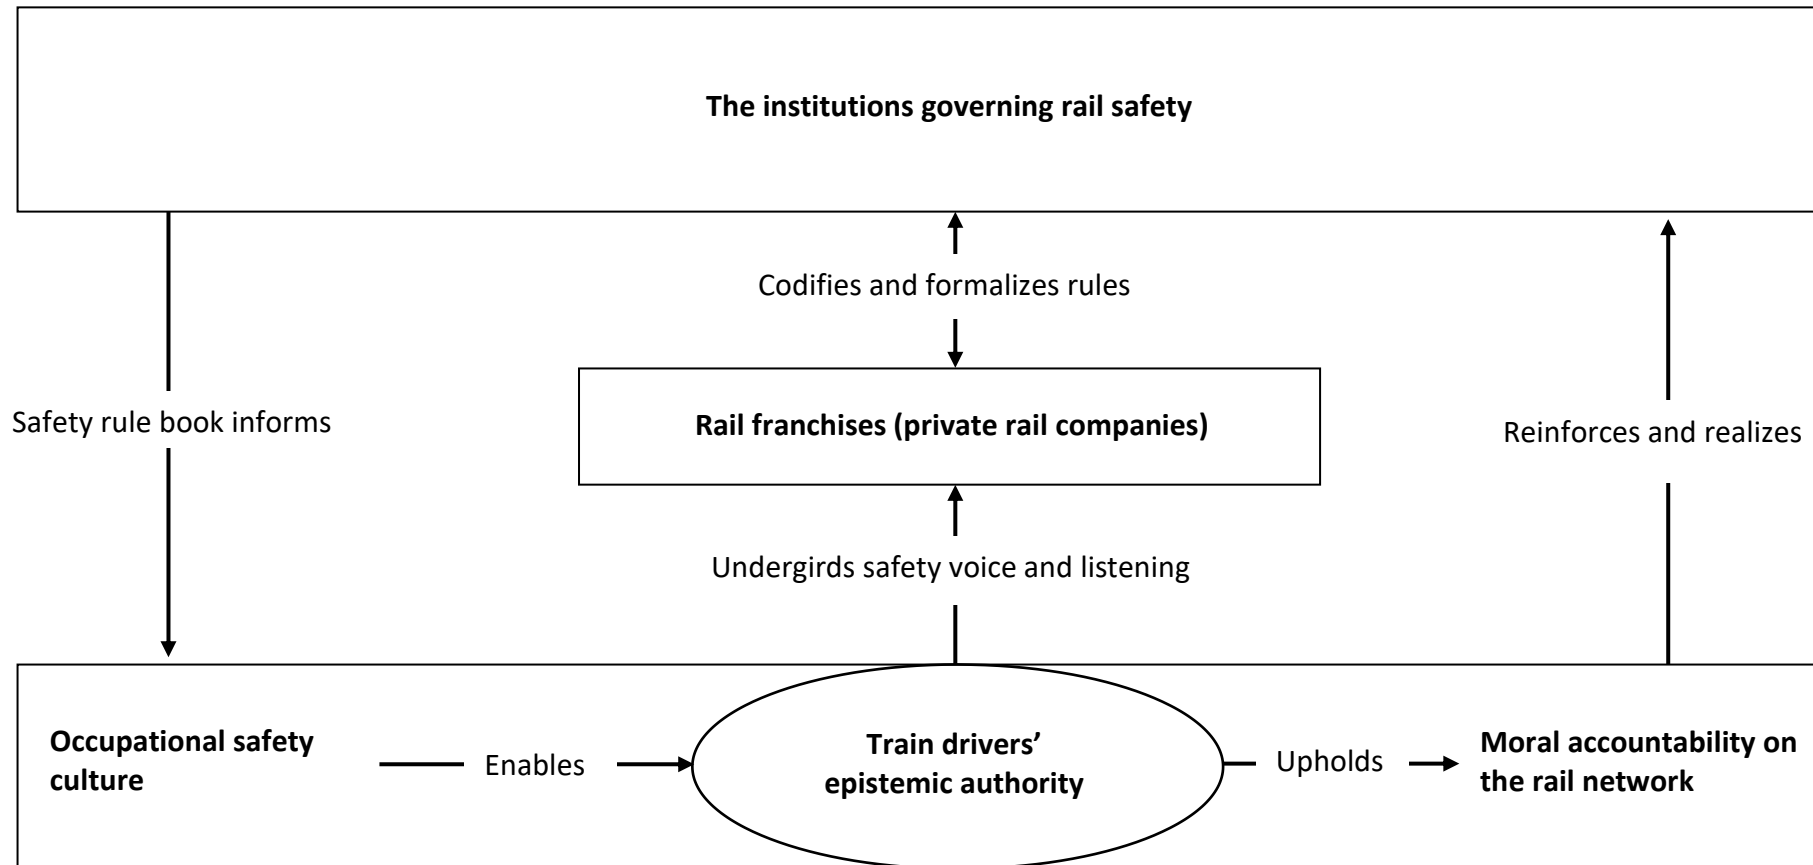 The institutions governing rail safety
Codifies and formalizes rules
Safety rule book informs
Rail franchises (private rail companies)
Reinforces and realizes
Undergirds safety voice and listening
Occupational safety
culture
Enables
Train drivers’
epistemic authority
Upholds
Moral accountability on
the rail network